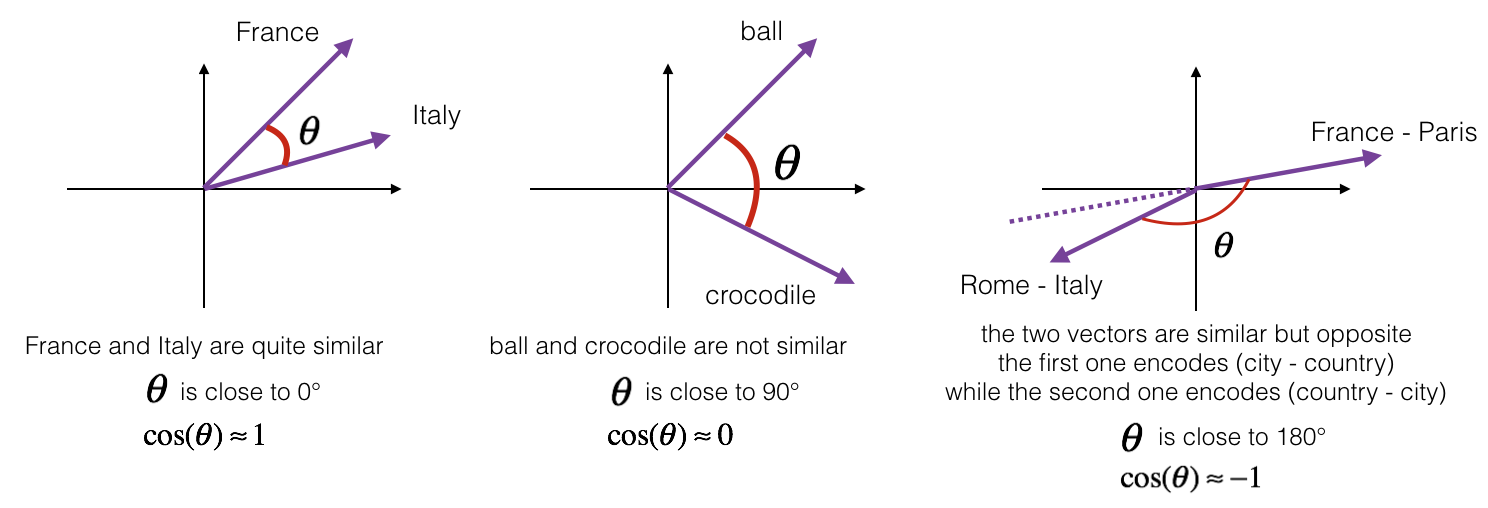 France
Italy
θ
France and Italy are quite similar
θ is close to 0°
cos(θ) ≈ 1
ball
θ
crocodile
ball and crocodile are not similar
θ is close to 90°
cos(θ) ≈ 0
France - Paris
θ
Rome - Italy
the two vectors are similar but opposite
the first one encodes (city - country)
while the second one encodes (country - city)
θ is close to 180°
cos(θ) ≈ −1